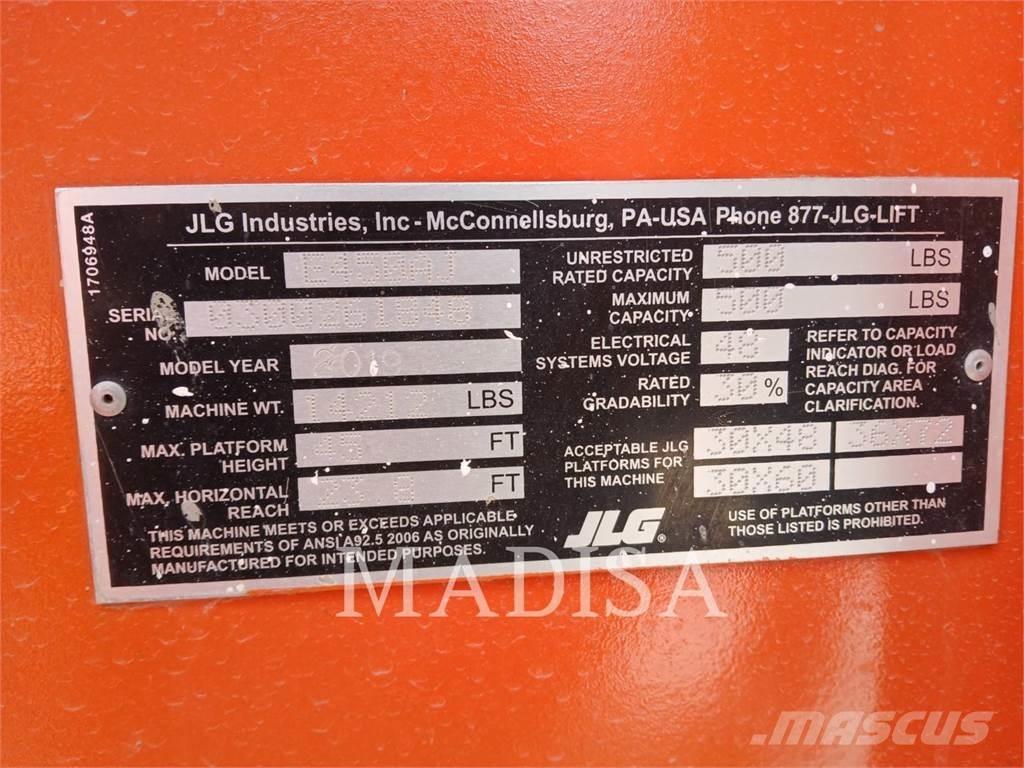 1706948A
JLG Industries, Inc - McConnellsburg, PA-USA Phone 877-JLG-LIFT
MODEL E450AJ
SERIAL NO.
MODEL YEAR
MACHINE WT. 14212 LBS
MAX. PLATFORM HEIGHT 45 FT
MAX. HORIZONTAL REACH FT
THIS MACHINE MEETS OR EXCEEDS APPLICABLE
REQUIREMENTS OF ANSI.A92.5 2006 AS ORIGINALLY
MANUFACTURED FOR INTENDED PURPOSES.
UNRESTRICTED
RATED CAPACITY 500 LBS
MAXIMUM
CAPACITY 500 LBS
ELECTRICAL
SYSTEMS VOLTAGE 48
RATED
GRADABILITY 30 %
REFER TO CAPACITY
INDICATOR OR LOAD
REACH DIAG. FOR
CAPACITY AREA
CLARIFICATION.
ACCEPTABLE JLG
PLATFORMS FOR
THIS MACHINE
30X48 36X72
30X60
JLG®
USE OF PLATFORMS OTHER THAN
THOSE LISTED IS PROHIBITED.
MADISA
MASCUS